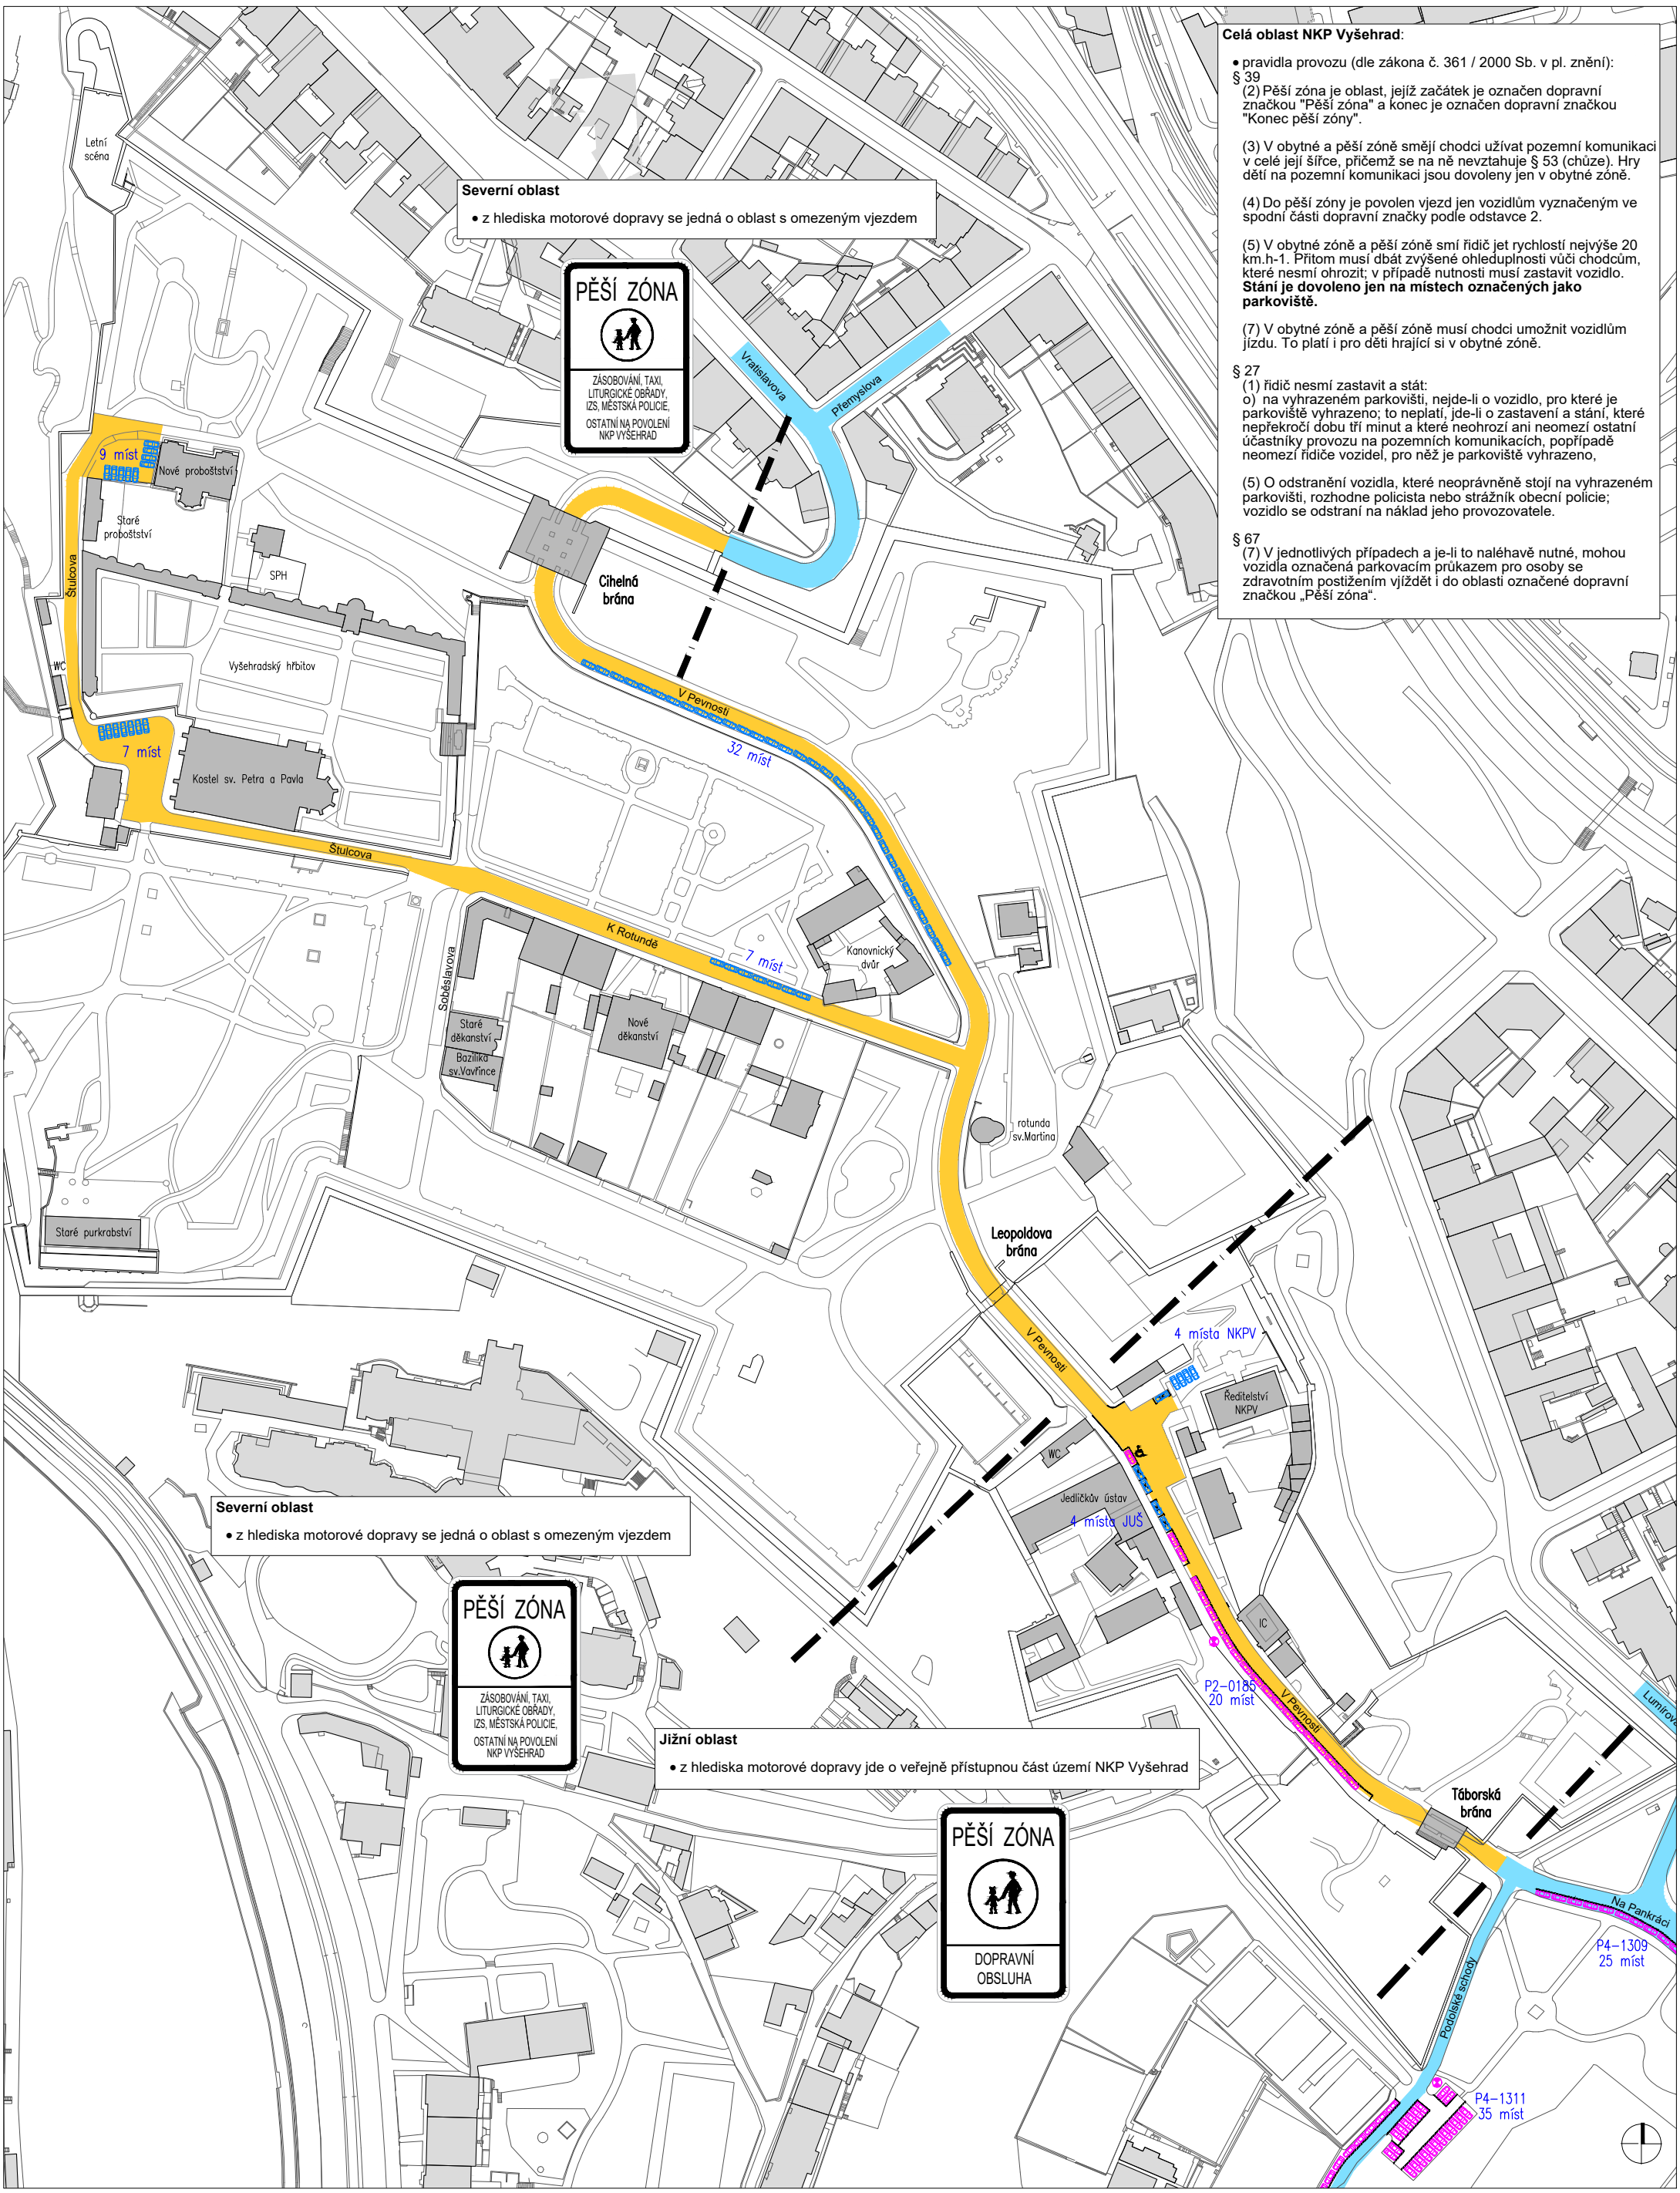 Celá oblast NKP Vyšehrad:
• pravidla provozu (dle zákona č. 361 / 2000 Sb. v pl. znění):
§ 39
(2) Pěší zóna je oblast, jejíž začátek je označen dopravní
značkou "Pěší zóna" a konec je označen dopravní značkou
"Konec pěší zóny".
(3) V obytné a pěší zóně smějí chodci užívat pozemní komunikaci
v celé její šířce, přičemž se na ně nevztahuje § 53 (chůze). Hry
dětí na pozemní komunikaci jsou dovoleny jen v obytné zóně.
(4) Do pěší zóny je povolen vjezd jen vozidlům vyznačeným ve
spodní části dopravní značky podle odstavce 2.
(5) V obytné zóně a pěší zóně smí řidič jet rychlostí nejvýše 20
km.h-1. Přitom musí dbát zvýšené ohleduplnosti vůči chodcům,
které nesmí ohrozit; v případě nutnosti musí zastavit vozidlo.
Stání je dovoleno jen na místech označených jako
parkoviště.
(7) V obytné zóně a pěší zóně musí chodci umožnit vozidlům
jízdu. To platí i pro děti hrající si v obytné zóně.
§ 27
(1) řidič nesmí zastavit a stát:
o) na vyhrazeném parkovišti, nejde-li o vozidlo, pro které je
parkoviště vyhrazeno; to neplatí, jde-li o zastavení a stání, které
nepřekročí dobu tří minut a které neohrozí ani neomezí ostatní
účastníky provozu na pozemních komunikacích, popřípadě
neomezí řidiče vozidel, pro něž je parkoviště vyhrazeno,
(5) O odstranění vozidla, které neoprávněně stojí na vyhrazeném
parkovišti, rozhodne policista nebo strážník obecní policie;
vozidlo se odstraní na náklad jeho provozovatele.
§ 67
(7) V jednotlivých případech a je-li to naléhavě nutné, mohou
vozidla označená parkovacím průkazem pro osoby se
zdravotním postižením vjíždět i do oblasti označené dopravní
značkou „Pěší zóna“.
Letní
scéna
Severní oblast
• z hlediska motorové dopravy se jedná o oblast s omezeným vjezdem
PĚŠÍ ZÓNA
ZÁSOBOVÁNÍ, TAXI,
LITURGICKÉ OBŘADY,
IZS, MĚSTSKÁ POLICIE,
OSTATNÍ NA POVOLENÍ
NKP VYŠEHRAD
Vratislavova
Přemyslova
9 míst
Nové proboštství
Staré
proboštství
Štulcova
SPH
Cihelná
brána
WC
Vyšehradský hřbitov
V Pevnosti
32 míst
7 míst
Kostel sv. Petra a Pavla
Štulcova
K Rotundě
7 míst
Kanovnický
dvůr
Soběslavova
Staré
děkanství
Bazilika
sv.Vavřince
Nové
děkanství
rotunda
sv.Martina
Staré purkrabství
Leopoldova
brána
V Pevnosti
4 místa NKPV
Ředitelství
NKPV
WC
Jedličkův ústav
4 místa JUŠ
Severní oblast
• z hlediska motorové dopravy se jedná o oblast s omezeným vjezdem
PĚŠÍ ZÓNA
ZÁSOBOVÁNÍ, TAXI,
LITURGICKÉ OBŘADY,
IZS, MĚSTSKÁ POLICIE,
OSTATNÍ NA POVOLENÍ
NKP VYŠEHRAD
IC
P2-0185
20 míst
V Pevnosti
Lumírova
Jižní oblast
• z hlediska motorové dopravy jde o veřejně přístupnou část území NKP Vyšehrad
PĚŠÍ ZÓNA
DOPRAVNÍ
OBSLUHA
Táborská
brána
Na Pankráci
P4-1309
25 míst
Podolské schody
P4-1311
35 míst